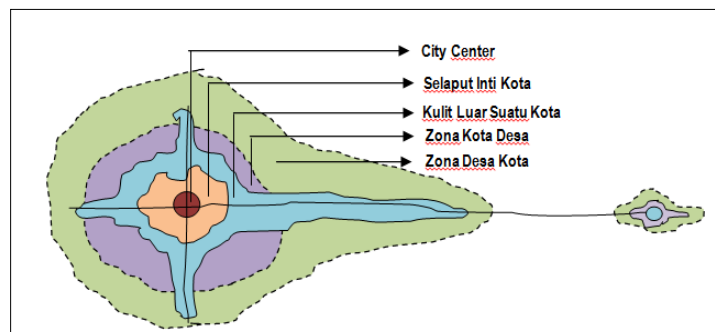 City Center
Selaput Inti Kota
Kulit Luar Suatu Kota
Zona Kota Desa
Zona Desa Kota